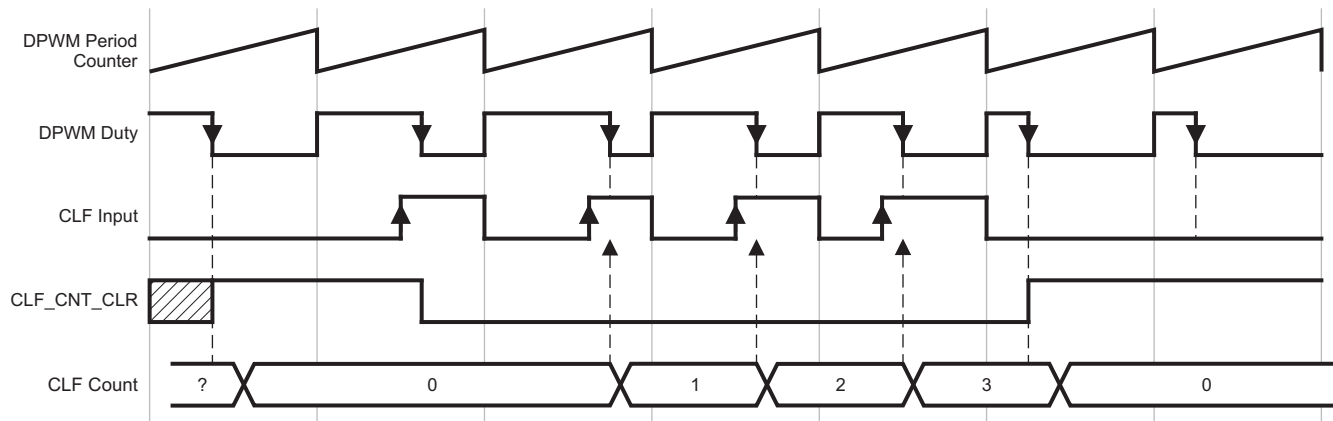 DPWM Period
Counter
DPWM Duty
CLF Input
CLF_CNT_CLR
CLF Count
?
0
1
2
3
0